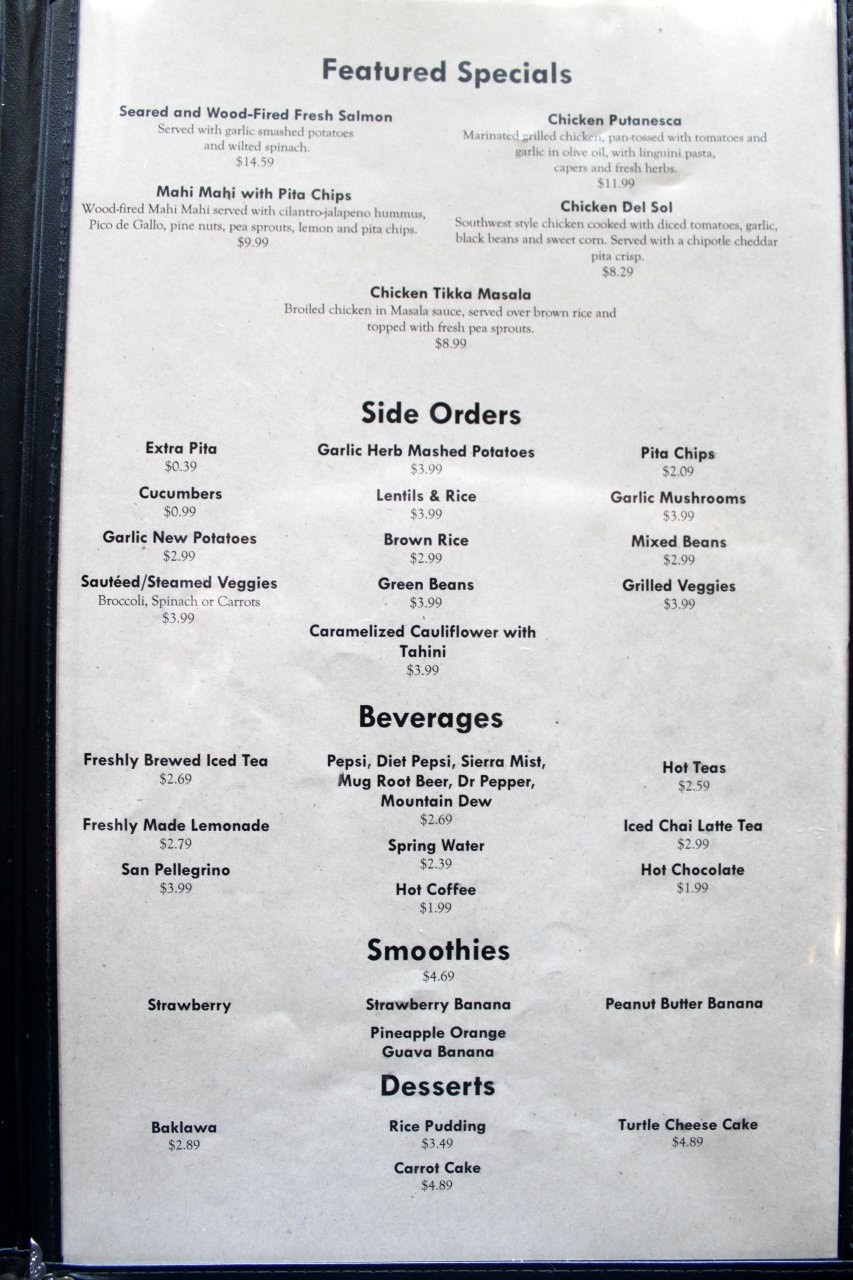 Featured Specials
Seared and Wood-Fired Fresh Salmon
Served with garlic smashed potatoes
and wilted spinach.
$14.59
Chicken Putanesca
Marinated grilled chicken, pan-tossed with tomatoes and
garlic in olive oil, with linguini pasta,
capers and fresh herbs.
$11.99
Mahi Mahi with Pita Chips
Wood-fired Mahi Mahi served with cilantro-jalapeno hummus,
Pico de Gallo, pine nuts, pea sprouts, lemon and pita chips.
$9.99
Chicken Del Sol
Southwest style chicken cooked with diced tomatoes, garlic,
black beans and sweet corn. Served with a chipotle cheddar
pita crisp.
$8.29
Chicken Tikka Masala
Broiled chicken in Masala sauce, served over brown rice and
topped with fresh pea sprouts.
$8.99
Side Orders
Extra Pita
$0.39
Garlic Herb Mashed Potatoes
$3.99
Pita Chips
$2.09
Cucumbers
$0.99
Lentils & Rice
$3.99
Garlic Mushrooms
$3.99
Garlic New Potatoes
$2.99
Brown Rice
$2.99
Mixed Beans
$2.99
Sautéed/Steamed Veggies
Broccoli, Spinach or Carrots
$3.99
Green Beans
$3.99
Grilled Veggies
$3.99
Caramelized Cauliflower with
Tahini
$3.99
Beverages
Freshly Brewed Iced Tea
$2.69
Pepsi, Diet Pepsi, Sierra Mist,
Mug Root Beer, Dr Pepper,
Mountain Dew
$2.69
Hot Teas
$2.59
Freshly Made Lemonade
$2.79
Spring Water
$2.39
Iced Chai Latte Tea
$2.99
San Pellegrino
$3.99
Hot Coffee
$1.99
Hot Chocolate
$1.99
Smoothies
$4.69
Strawberry
Strawberry Banana
Peanut Butter Banana
Pineapple Orange
Guava Banana
Desserts
Baklawa
$2.89
Rice Pudding
$3.49
Turtle Cheese Cake
$4.89
Carrot Cake
$4.89